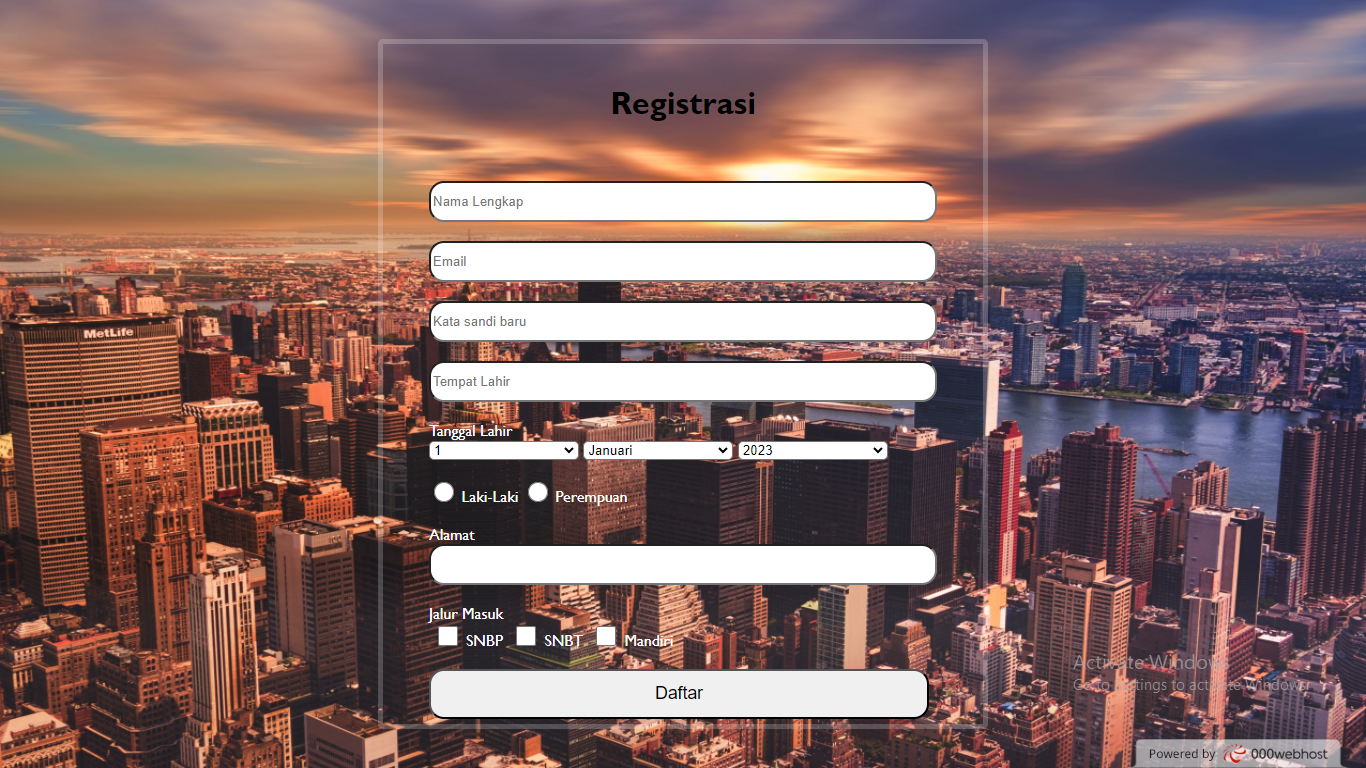 Registrasi
Nama Lengkap
Email
MetLife
Kata sandi baru
Tempat Lahir
Tanggal Lahir
1 Januari 2023
Laki-Laki Perempuan
Alamat
Jalur Masuk
SNBP SNBT Mandiri
Activate Windows
Go to Settings to activate Windows.
Daftar
Powered by 000webhost